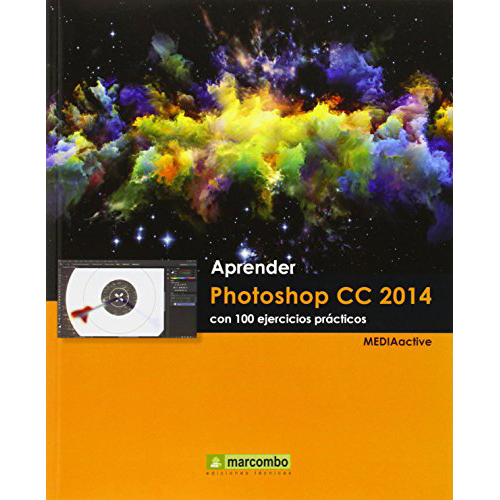 Aprender
Photoshop CC 2014
con 100 ejercicios prácticos
MEDIAactive
marcombo
ediciones técnicas